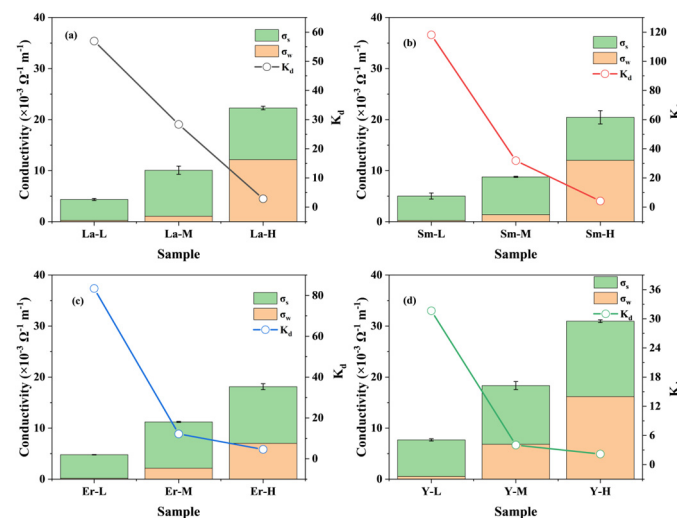 (a)
σs
σw
Kd
Conductivity (×10⁻³ Ω⁻¹ m⁻¹)
40
30
20
10
0
60
50
40
30
20
10
0
Kd
La-L La-M La-H
Sample
(b)
σs
σw
Kd
Conductivity (×10⁻³ Ω⁻¹ m⁻¹)
40
30
20
10
0
120
100
80
60
40
20
0
Sm-L Sm-M Sm-H
Sample
(c)
σs
σw
Kd
Conductivity (×10⁻³ Ω⁻¹ m⁻¹)
40
30
20
10
0
80
60
40
20
0
Kd
Er-L Er-M Er-H
Sample
(d)
σs
σw
Kd
Conductivity (×10⁻³ Ω⁻¹ m⁻¹)
40
30
20
10
0
36
30
24
18
12
6
0
Y-L Y-M Y-H
Sample